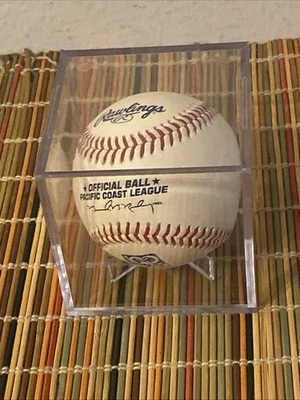 Rawlings
★ OFFICIAL BALL ★
PACIFIC COAST LEAGUE